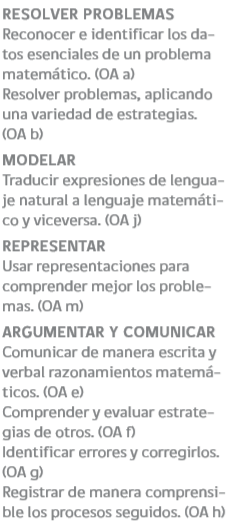 RESOLVER PROBLEMAS
Reconocer e identificar los da-
tos esenciales de un problema
matemático. (OA a)
Resolver problemas, aplicando
una variedad de estrategias.
(OA b)
MODELAR
Traducir expresiones de lengua-
je natural a lenguaje matemáti-
co y viceversa. (OA j)
REPRESENTAR
Usar representaciones para
comprender mejor los proble-
mas. (OA m)
ARGUMENTAR Y COMUNICAR
Comunicar de manera escrita y
verbal razonamientos matemá-
ticos. (OA e)
Comprender y evaluar estrate-
gias de otros. (OA f)
Identificar errores y corregirlos.
(OA g)
Registrar de manera comprensi-
ble los procesos seguidos. (OA h)